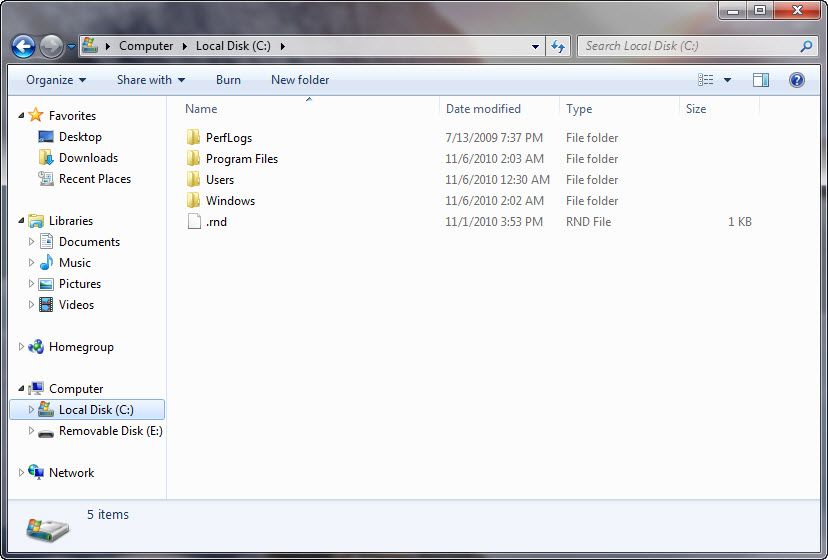 Computer Local Disk (C:) Search Local Disk (C:)
Organize Share with Burn New folder
Name Date modified Type Size
Favorites
Desktop
Downloads
Recent Places
Libraries
Documents
Music
Pictures
Videos
Homegroup
Computer
Local Disk (C:)
Removable Disk (E:)
Network
PerfLogs 7/13/2009 7:37 PM File folder
Program Files 11/6/2010 2:03 AM File folder
Users 11/6/2010 12:30 AM File folder
Windows 11/6/2010 2:02 AM File folder
.rnd 11/1/2010 3:53 PM RND File 1 KB
5 items